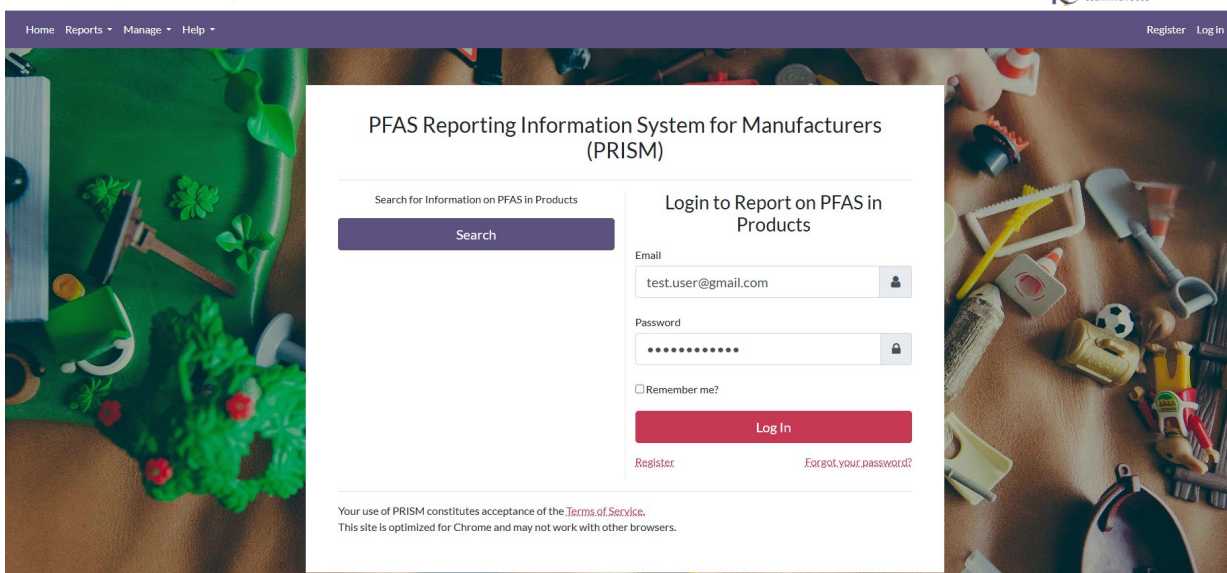 Home Reports Manage Help Register Log in
PFAS Reporting Information System for Manufacturers
(PRISM)
Search for Information on PFAS in Products
Search
Login to Report on PFAS in
Products
Email
test.user@gmail.com
Password
Remember me?
Log In
Register Forgot your password?
Your use of PRISM constitutes acceptance of the Terms of Service.
This site is optimized for Chrome and may not work with other browsers.